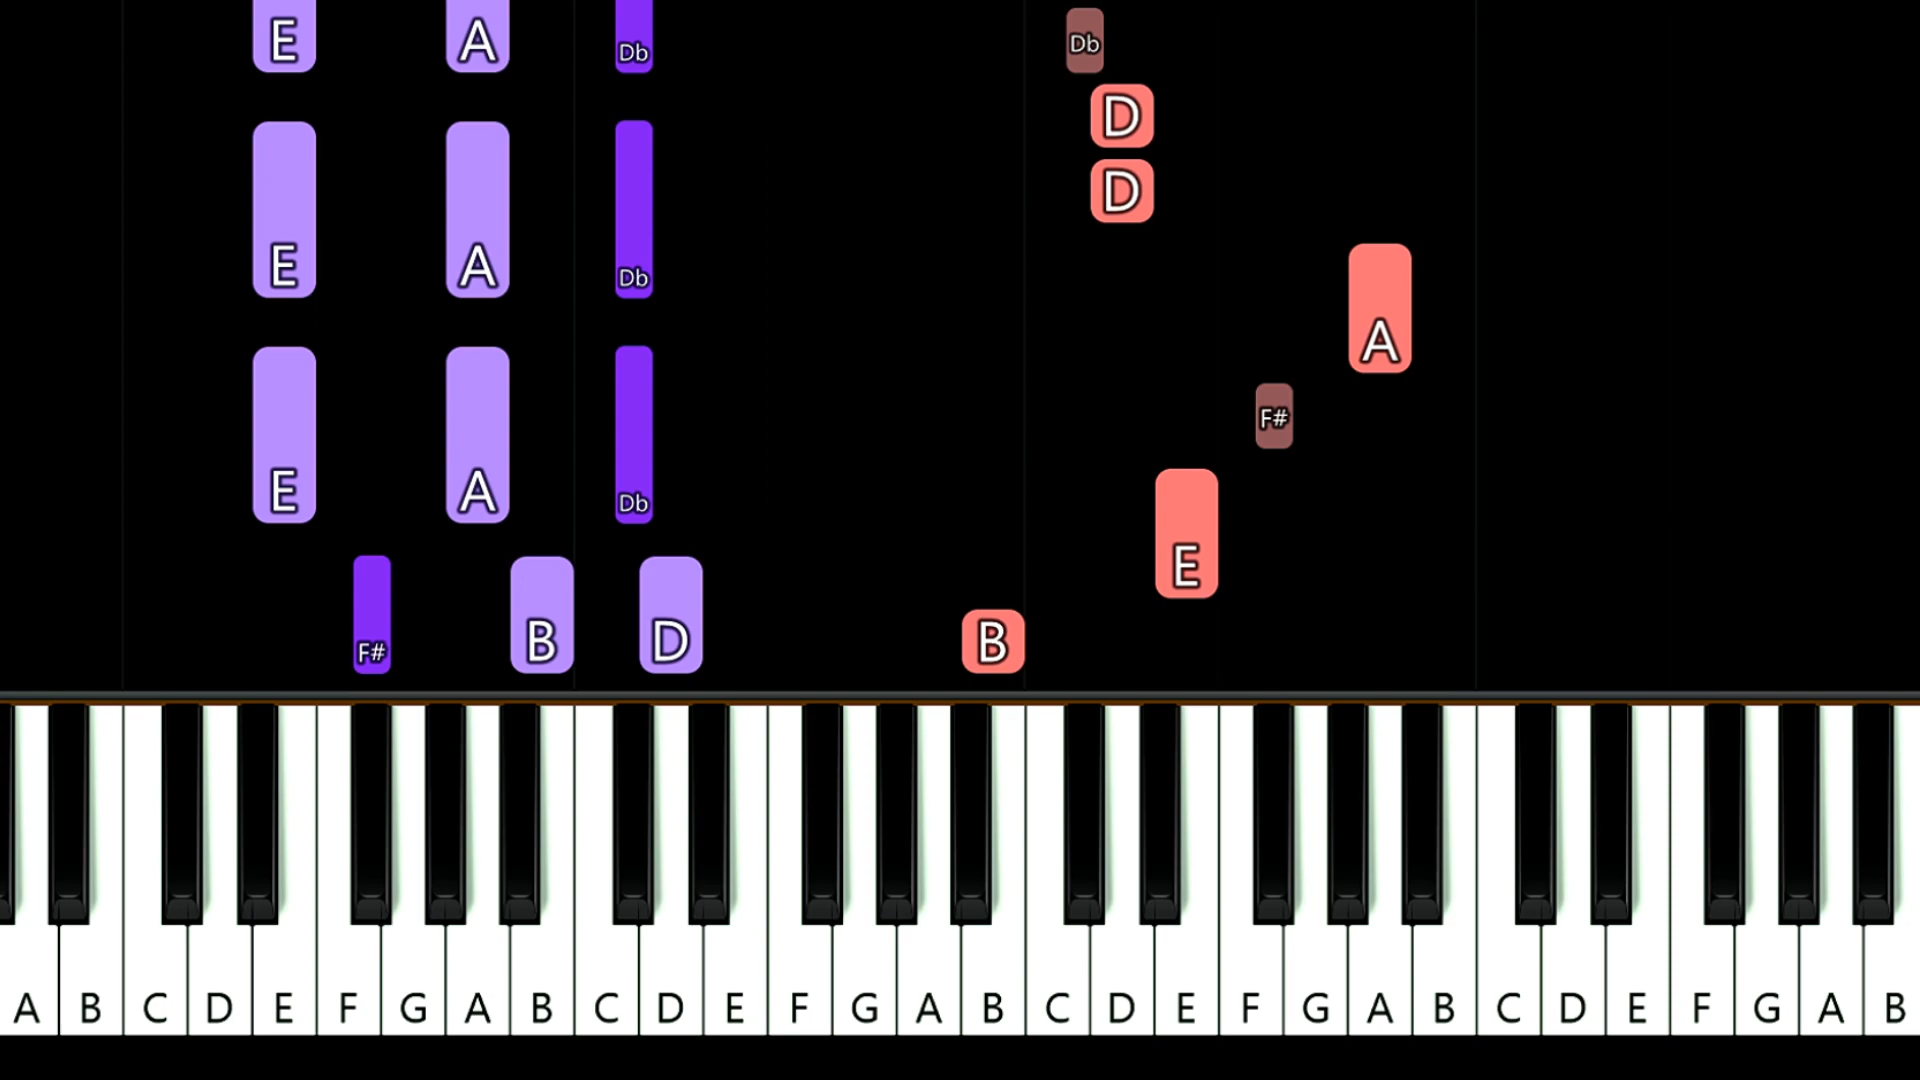 E A Db Db
D
D
E A Db
A
F#
E A Db
E
F# B D B
A B C D E F G A B C D E F G A B C D E F G A B C D E F G A B